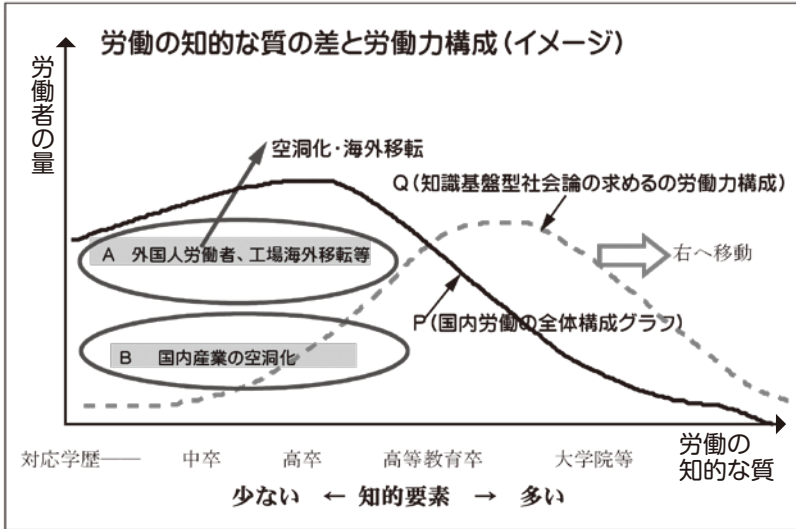 労働の知的な質の差と労働力構成(イメージ)
労働者の量
空洞化・海外移転
Q(知識基盤型社会論の求めるの労働力構成)
A 外国人労働者、工場海外移転等
右へ移動
P(国内労働の全体構成グラフ)
B 国内産業の空洞化
対応学歴── 中卒 高卒 高等教育卒 大学院等
労働の
知的な質
少ない ← 知的要素 → 多い